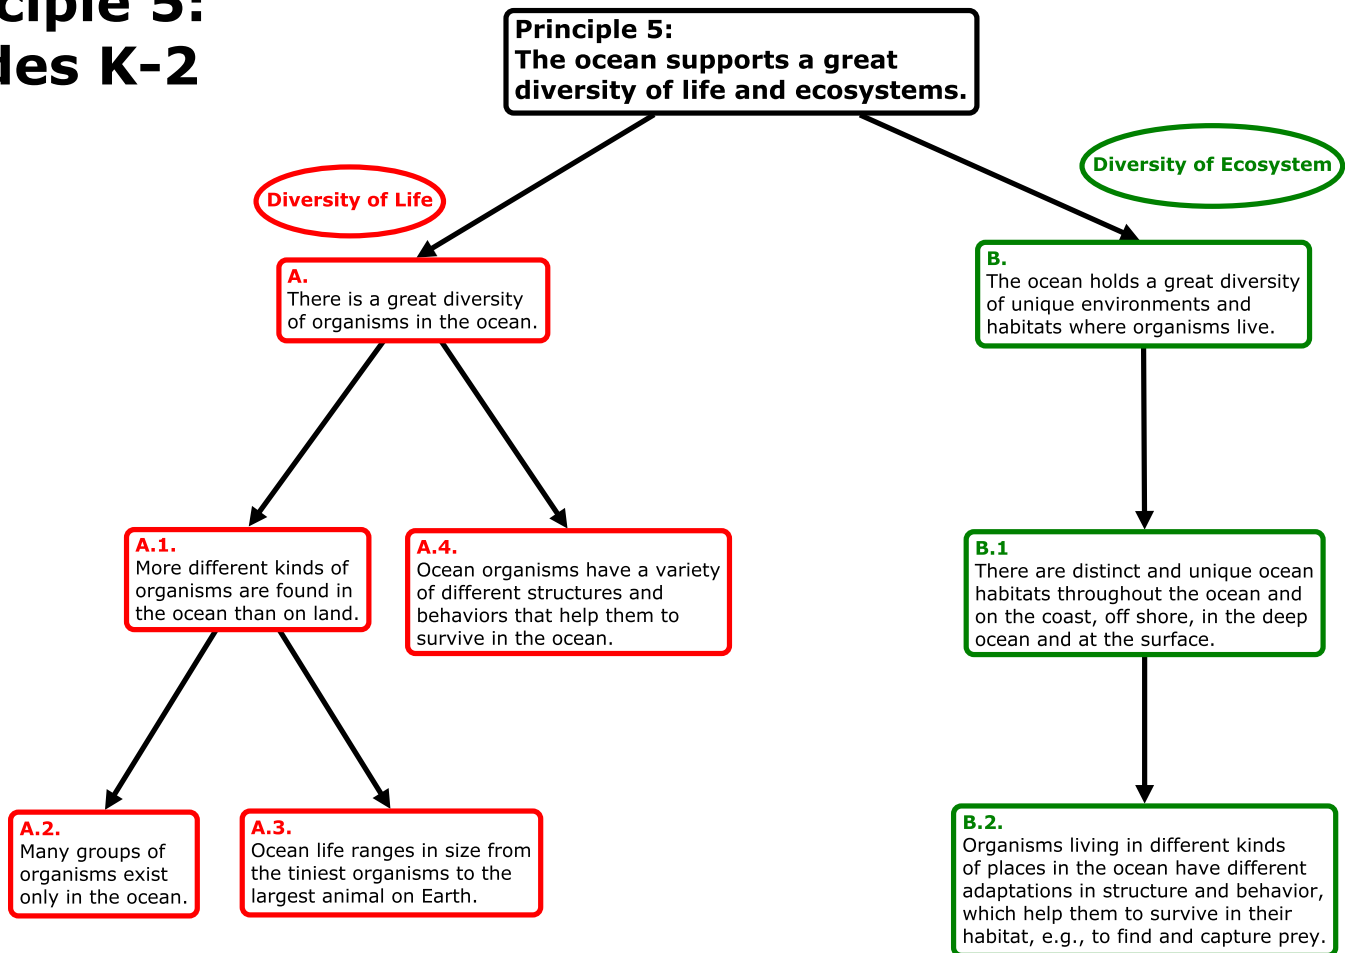 ciple 5:
des K-2
Principle 5:
The ocean supports a great
diversity of life and ecosystems.
Diversity of Life
Diversity of Ecosystem
A.
There is a great diversity
of organisms in the ocean.
B.
The ocean holds a great diversity
of unique environments and
habitats where organisms live.
A.1.
More different kinds of
organisms are found in
the ocean than on land.
A.4.
Ocean organisms have a variety
of different structures and
behaviors that help them to
survive in the ocean.
B.1
There are distinct and unique ocean
habitats throughout the ocean and
on the coast, off shore, in the deep
ocean and at the surface.
A.2.
Many groups of
organisms exist
only in the ocean.
A.3.
Ocean life ranges in size from
the tiniest organisms to the
largest animal on Earth.
B.2.
Organisms living in different kinds
of places in the ocean have different
adaptations in structure and behavior,
which help them to survive in their
habitat, e.g., to find and capture prey.